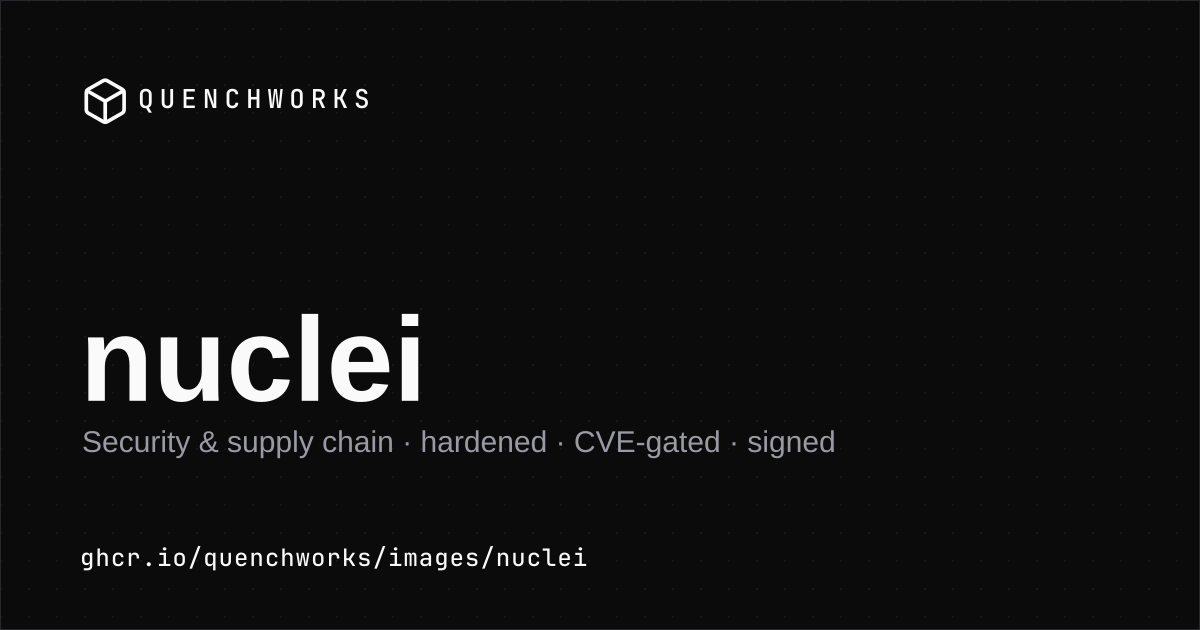 QUENCHWORKS
nuclei
Security & supply chain · hardened · CVE-gated · signed
ghcr.io/quenchworks/images/nuclei